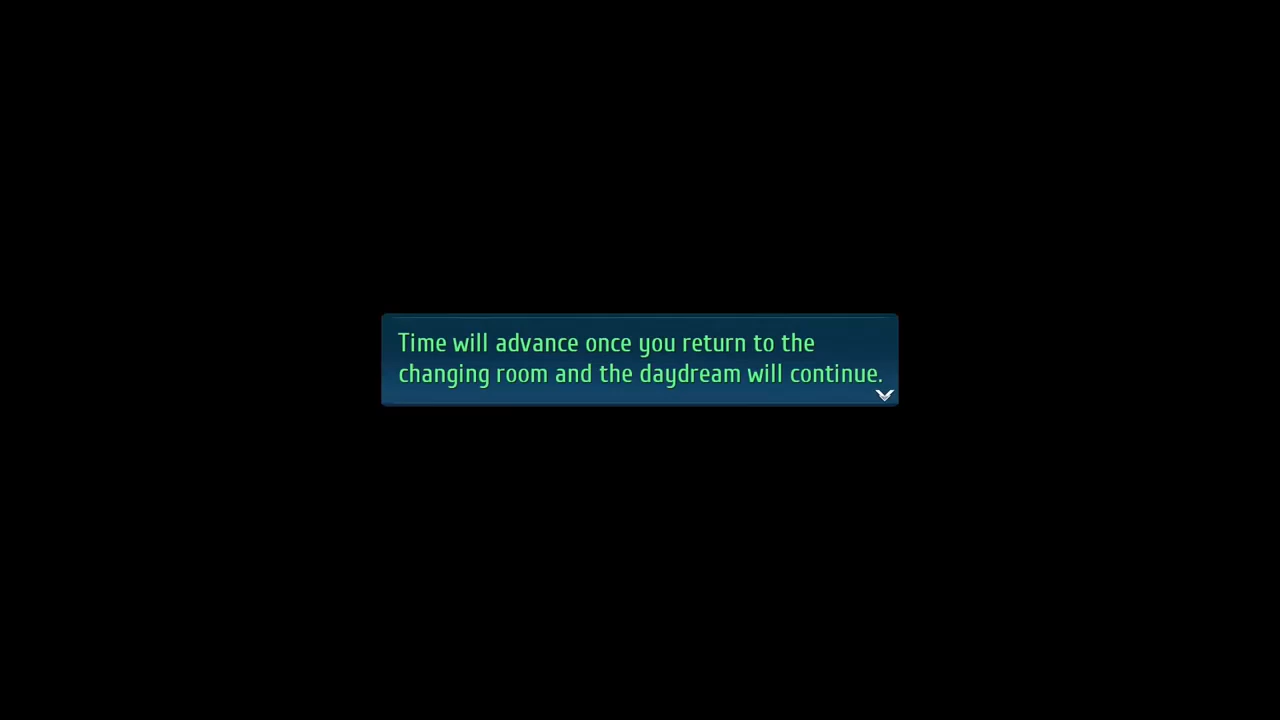 Time will advance once you return to the
changing room and the daydream will continue.